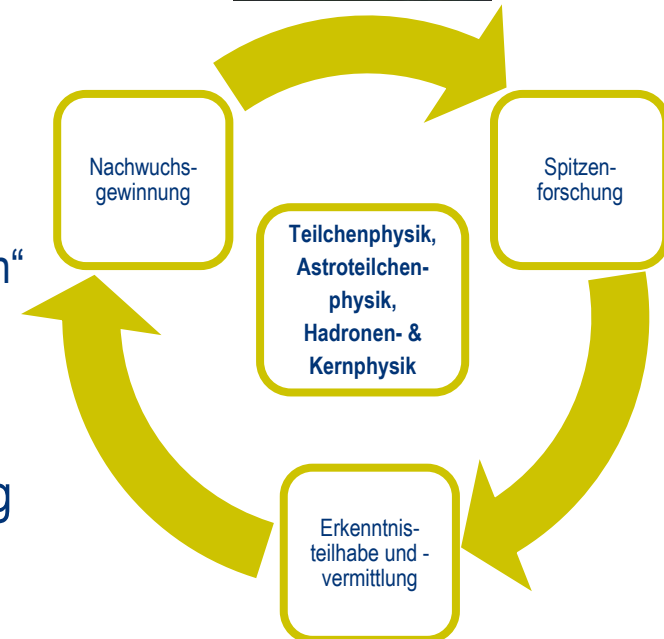 Nachwuchs-
gewinnung
Spitzen-
forschung
Teilchenphysik,
Astroteilchen-
physik,
Hadronen- &
Kernphysik
n“
g
Erkenntnis-
teilhabe und -
vermittlung